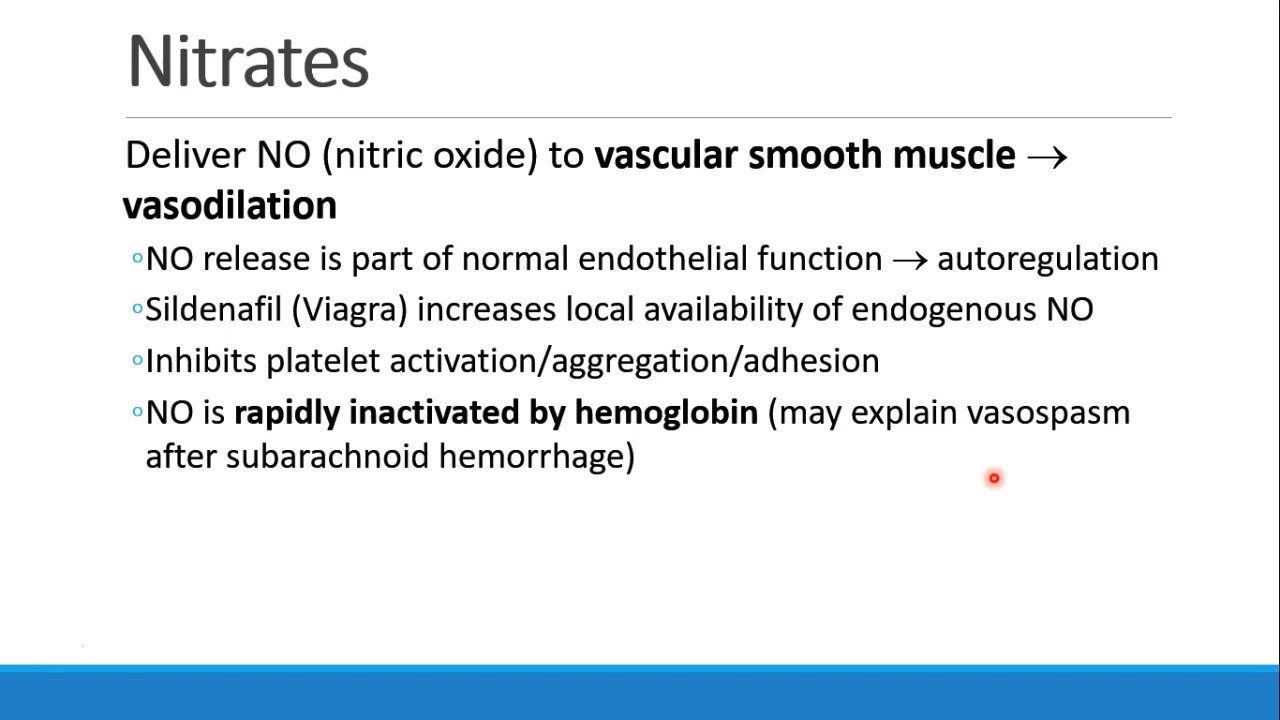 Nitrates
Deliver NO (nitric oxide) to vascular smooth muscle →
vasodilation
◦NO release is part of normal endothelial function → autoregulation
◦Sildenafil (Viagra) increases local availability of endogenous NO
◦Inhibits platelet activation/aggregation/adhesion
◦NO is rapidly inactivated by hemoglobin (may explain vasospasm
after subarachnoid hemorrhage)